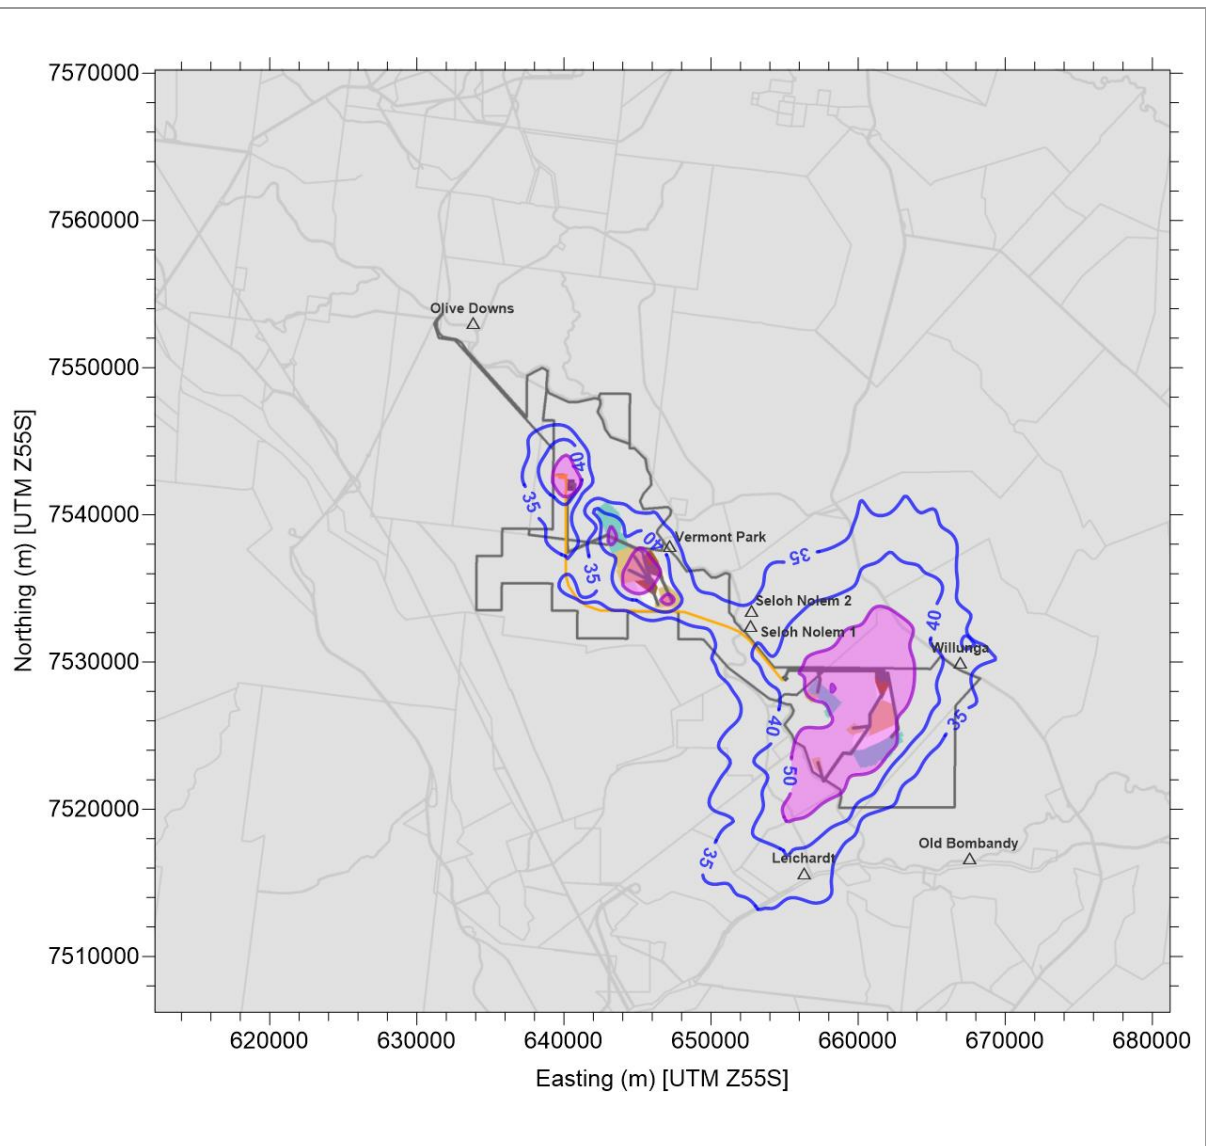 7570000
7560000
7550000
7540000
7530000
7520000
7510000
Northing (m) [UTM Z55S]
Olive Downs
40
35
40
Vermont Park
35
35
Seloh Nolem 2
Seloh Nolem 1
40
Willunga
35
40
50
35
Leichardt
Old Bombandy
620000
630000
640000
650000
660000
670000
680000
Easting (m) [UTM Z55S]